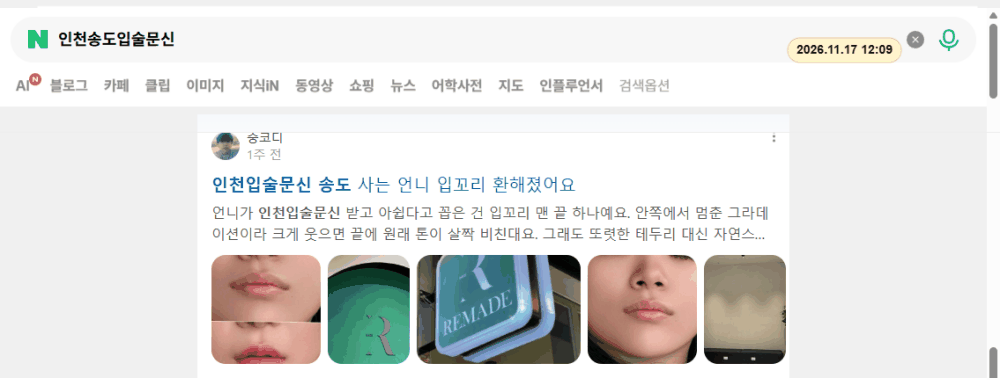 인천송도입술문신
2026.11.17 12:09
AI N 블로그 카페 클립 이미지 지식iN 동영상 쇼핑 뉴스 어학사전 지도 인플루언서 검색옵션
숭코디
1주 전
인천입술문신 송도 사는 언니 입꼬리 환해졌어요
언니가 인천입술문신 받고 아쉽다고 꼽은 건 입꼬리 맨 끝 하나예요. 안쪽에서 멈춘 그라데
이션이라 크게 웃으면 끝에 원래 톤이 살짝 비친대요. 그래도 또렷한 테두리 대신 자연스...
R
R
REMADE